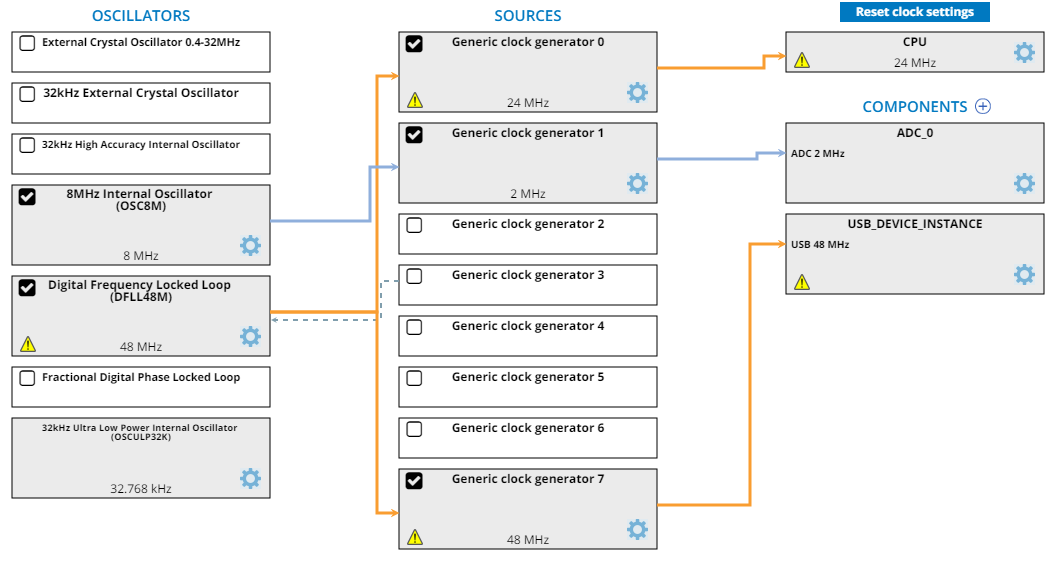 OSCILLATORS
External Crystal Oscillator 0.4-32MHz
32kHz External Crystal Oscillator
32kHz High Accuracy Internal Oscillator
8MHz Internal Oscillator
(OSC8M)
8 MHz
Digital Frequency Locked Loop
(DFLL48M)
48 MHz
Fractional Digital Phase Locked Loop
32kHz Ultra Low Power Internal Oscillator
(OSCULP32K)
32.768 kHz
SOURCES
Generic clock generator 0
24 MHz
Generic clock generator 1
2 MHz
Generic clock generator 2
Generic clock generator 3
Generic clock generator 4
Generic clock generator 5
Generic clock generator 6
Generic clock generator 7
48 MHz
Reset clock settings
CPU
24 MHz
COMPONENTS
ADC_0
ADC 2 MHz
USB_DEVICE_INSTANCE
USB 48 MHz